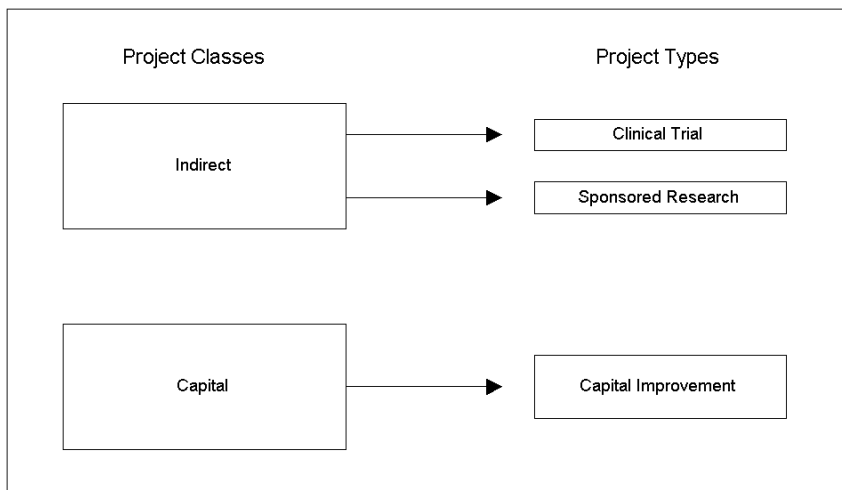 Project Classes
Project Types
Indirect
Clinical Trial
Sponsored Research
Capital
Capital Improvement